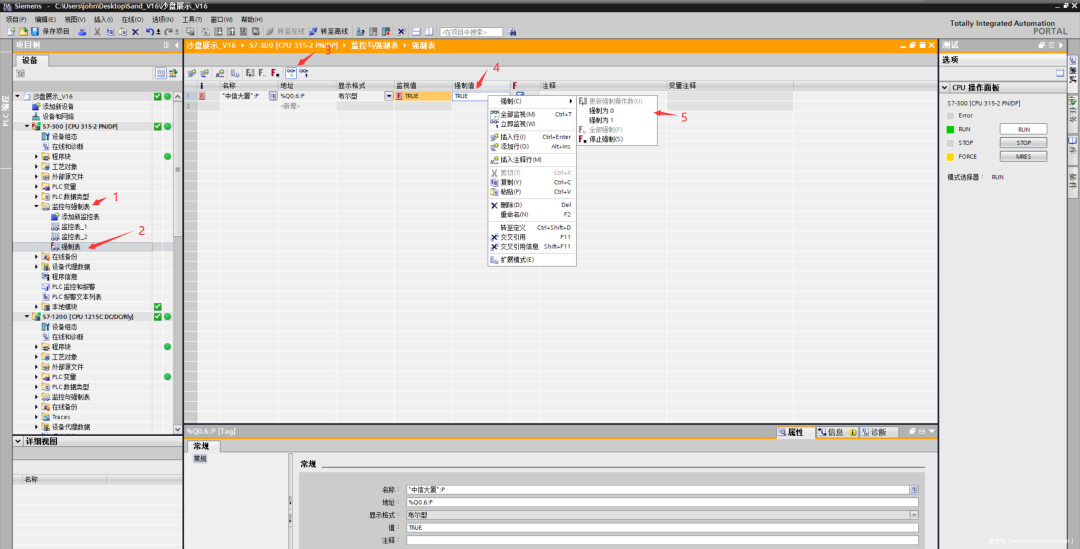 Siemens - C:\Users\john\Desktop\Sand_V16\沙盘展示_V16
项目(P) 编辑(E) 视图(V) 插入(I) 在线(O) 选项(N) 工具(T) 窗口(W) 帮助(H)
保存项目 转至在线 转至离线 <在项目中搜索>
Totally Integrated Automation
PORTAL
项目树
沙盘展示_V16 ▸ S7-300 [CPU 315-2 PN/DP] ▸ 监控与强制表 ▸ 强制表
测试
设备
选项
PLC 编程
3
4
i 名称 地址 显示格式 监视值 强制值 F 注释 变量注释
1 "中信大厦":P %Q0.6:P 布尔型 TRUE TRUE
2 <新增>
强制(C)
全部监视(M) Ctrl+T
立即监视(W)
插入行(I) Ctrl+Enter
添加行(O) Alt+Ins
插入注释行(M)
剪切(T) Ctrl+X
复制(Y) Ctrl+C
粘贴(P) Ctrl+V
删除(D) Del
重命名(N) F2
转至定义 Ctrl+Shift+D
交叉引用 F11
交叉引用信息 Shift+F11
扩展模式(E)
更新强制操作数(U)
强制为 0
强制为 1
全部强制(F)
停止强制(S)
5
沙盘展示_V16
添加新设备
设备和网络
S7-300 [CPU 315-2 PN/DP]
设备组态
在线和诊断
程序块
工艺对象
外部源文件
PLC 变量
PLC 数据类型
监控与强制表
1
添加新监控表
监控表_1
监控表_2
2
强制表
在线备份
设备代理数据
程序信息
PLC 监控和报警
PLC 报警文本列表
本地模块
S7-1200 [CPU 1215C DC/DC/Rly]
设备组态
在线和诊断
程序块
工艺对象
外部源文件
PLC 变量
PLC 数据类型
监控与强制表
在线备份
Traces
设备代理数据
详细视图
名称
CPU 操作面板
S7-300 [CPU 315-2 PN/DP]
Error
RUN RUN
STOP STOP
FORCE MRES
模式选择器： RUN
测试
任务
库
%Q0.6:P [Tag]
属性 信息 诊断
常规
常规
常规
名称： "中信大厦":P
地址： %Q0.6:P
显示格式： 布尔型
值： TRUE
注释：